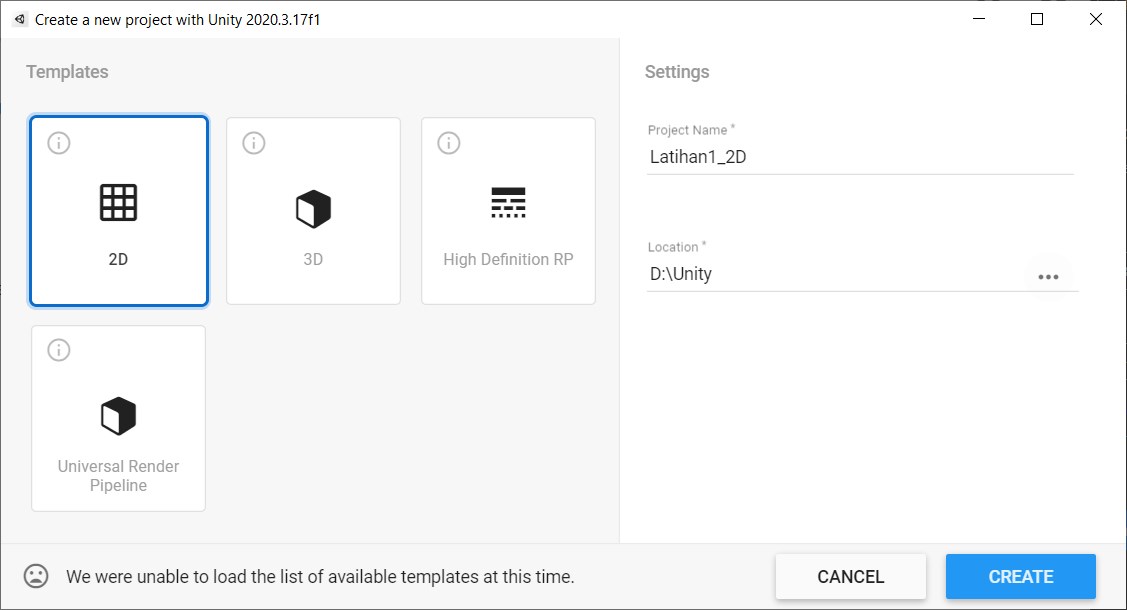 Create a new project with Unity 2020.3.17f1
Templates
Settings
2D
3D
High Definition RP
Universal Render
Pipeline
Project Name *
Latihan1_2D
Location *
D:\Unity
We were unable to load the list of available templates at this time.
CANCEL
CREATE